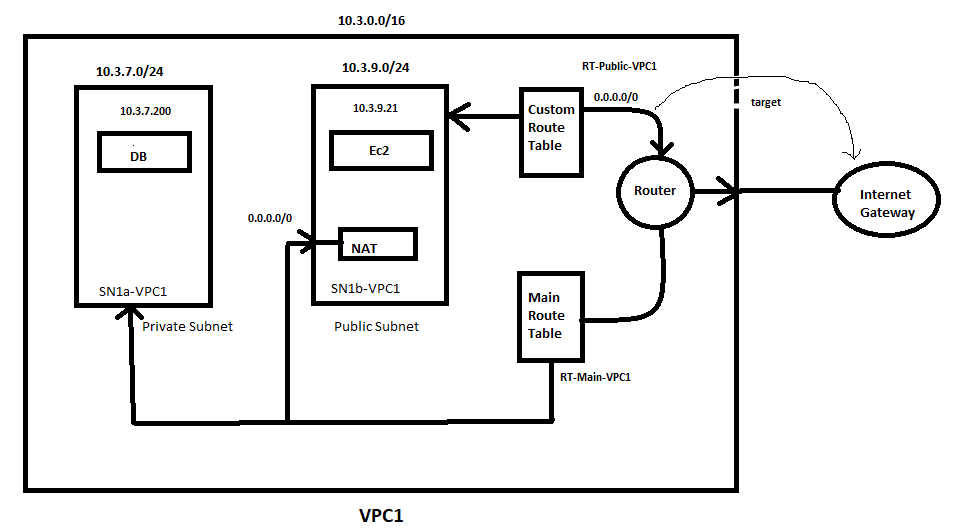 10.3.0.0/16
10.3.7.0/24
10.3.7.200
DB
SN1a-VPC1
Private Subnet
10.3.9.0/24
10.3.9.21
Ec2
0.0.0.0/0
NAT
SN1b-VPC1
Public Subnet
RT-Public-VPC1
Custom
Route
Table
0.0.0.0/0
target
Router
Internet
Gateway
Main
Route
Table
RT-Main-VPC1
VPC1